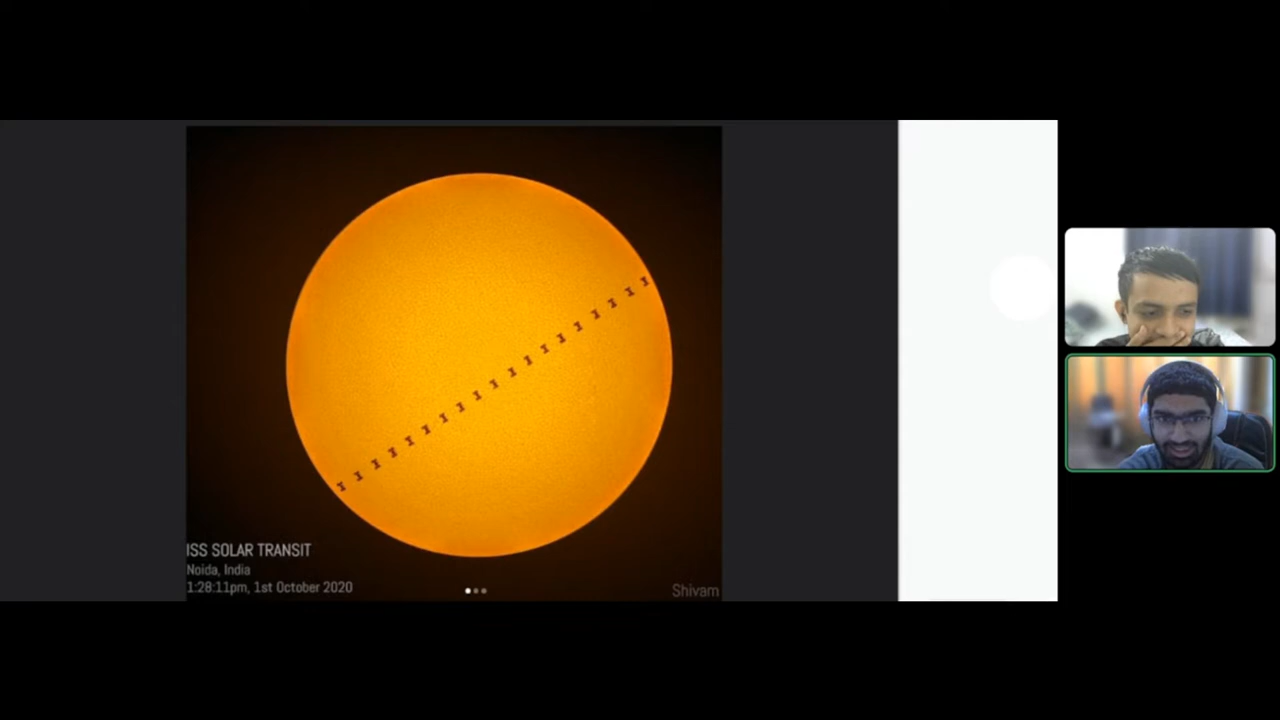 ISS SOLAR TRANSIT
Noida, India
1:28:11pm, 1st October 2020
Shivam